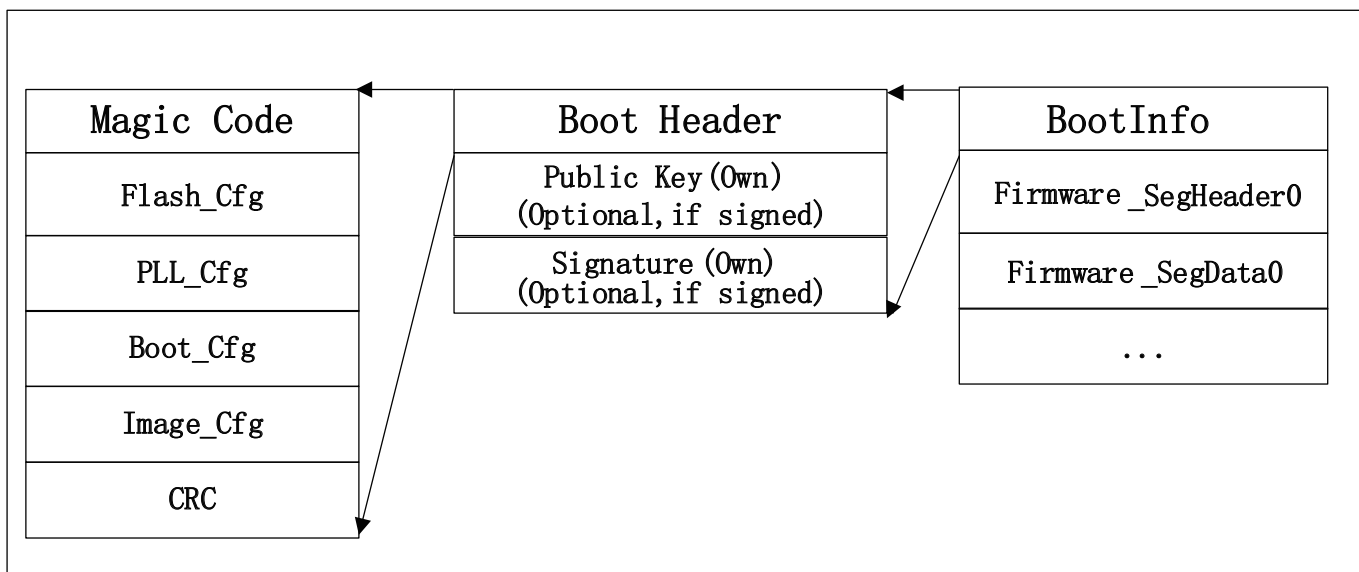 Magic Code
Flash_Cfg
PLL_Cfg
Boot_Cfg
Image_Cfg
CRC
Boot Header
Public Key(Own)
(Optional,if signed)
Signature(Own)
(Optional,if signed)
BootInfo
Firmware_SegHeader0
Firmware_SegData0
...